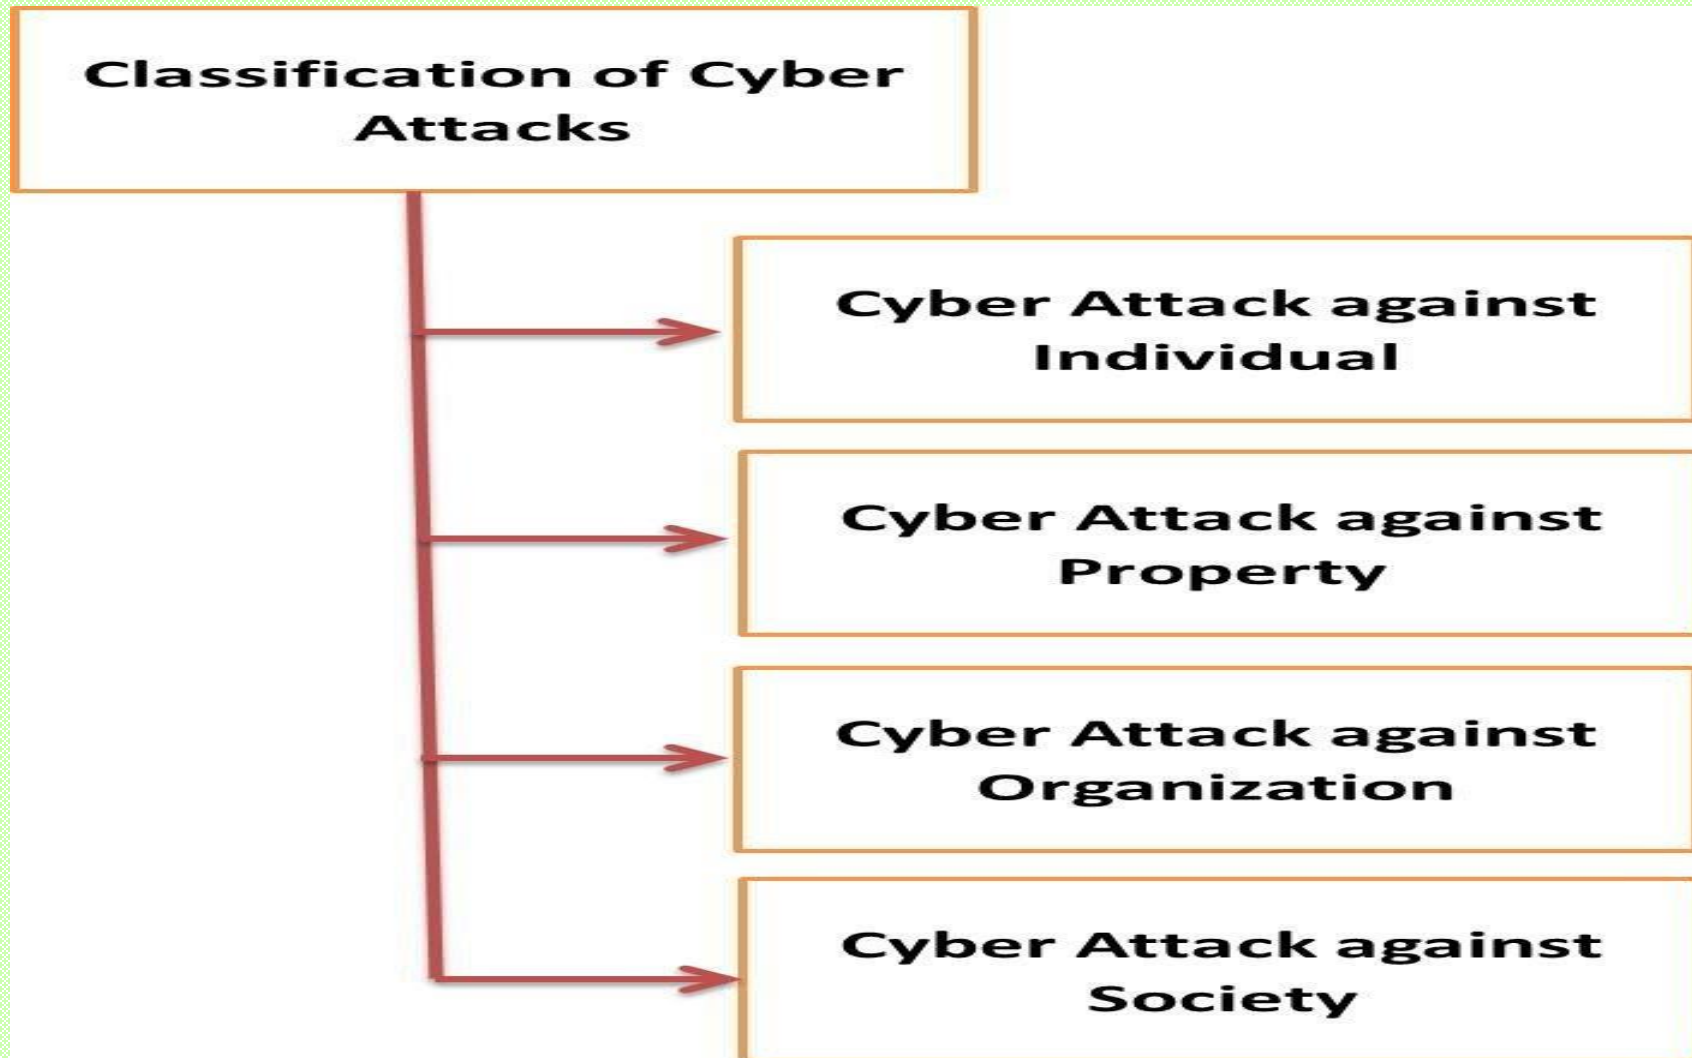 Classification of Cyber
Attacks
Cyber Attack against
Individual
Cyber Attack against
Property
Cyber Attack against
Organization
Cyber Attack against
Society